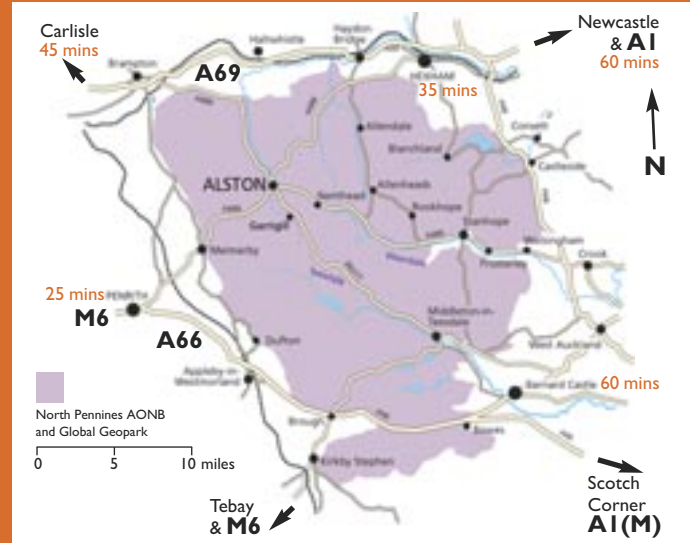 Carlisle
45 mins
Newcastle
& A1
60 mins
Haydon
Bridge
Haltwhistle
Brampton
A69
HEXHAM
35 mins
N
Allendale
Consett
Blanchland
Castleside
ALSTON
Nenthead
Allenheads
Rookhope
Stanhope
Garrigill
Melmerby
Frosterley
Wolsingham
Crook
25 mins
PENRITH
M6
A66
Middleton-in-
Teesdale
Dufton
West Auckland
Appleby-in-
Westmorland
Barnard Castle
60 mins
North Pennines AONB
and Global Geopark
0 5 10 miles
Brough
Bowes
Kirkby Stephen
Tebay
& M6
Scotch
Corner
A1(M)